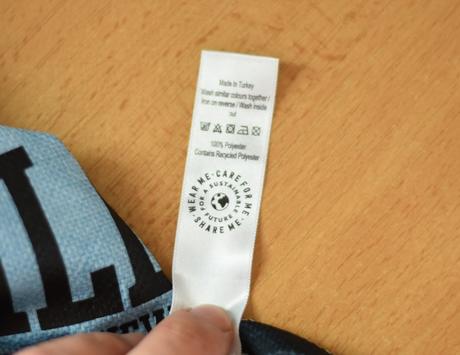 Made in Turkey
Wash similar colours together /
Iron on reverse / Wash inside
out
100% Polyester
Contains Recycled Polyester
WEAR ME · CARE FOR ME · SHARE ME ·
FOR A SUSTAINABLE FUTURE